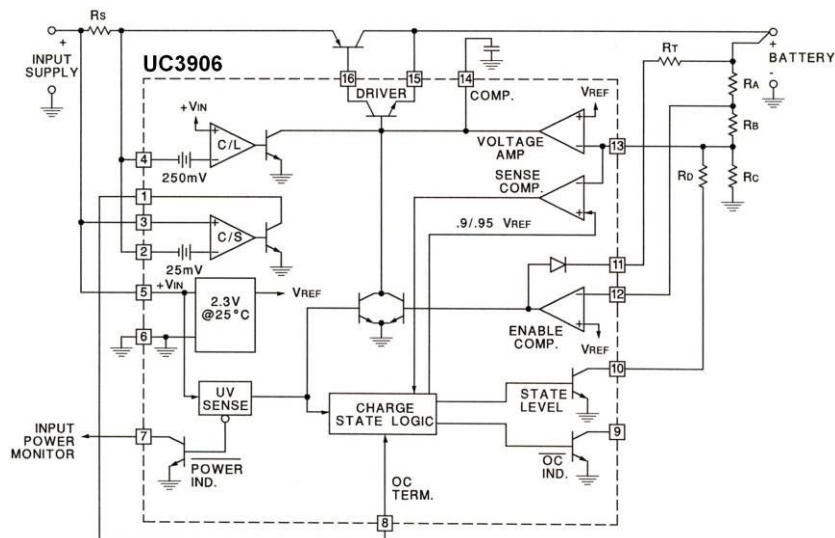 RS
+
INPUT
SUPPLY
UC3906
16
15
14
DRIVER
COMP.
+
BATTERY
-
RT
RA
RB
RC
RD
+VIN
+
C/L
-
4
250mV
1
3
+
C/S
-
2
25mV
VREF
+
-
VOLTAGE
AMP
13
SENSE
COMP.
-
+
.9/.95 VREF
11
5
+VIN
2.3V
@25°C
VREF
6
-
12
+
ENABLE
COMP.
VREF
10
STATE
LEVEL
UV
SENSE
CHARGE
STATE LOGIC
9
OC
IND.
INPUT
POWER
MONITOR
7
POWER
IND.
OC
TERM.
8